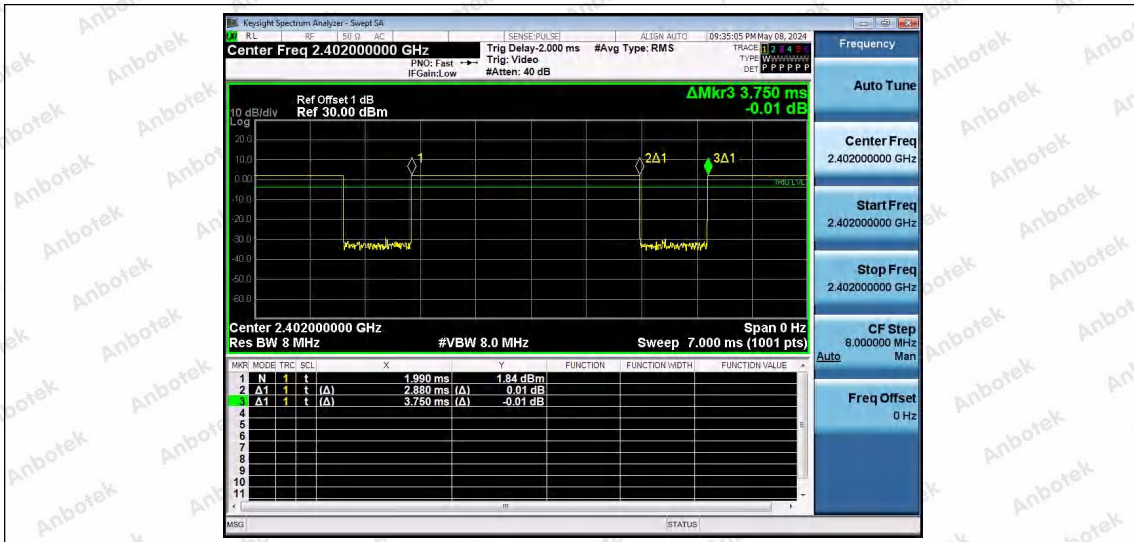 Keysight Spectrum Analyzer - Swept SA
RL RF 50 Ω AC SENSE:PULSE ALIGN AUTO 09:35:05 PM May 08, 2024
Center Freq 2.402000000 GHz
PNO: Fast
IFGain:Low
Trig Delay-2.000 ms
Trig: Video
#Atten: 40 dB
#Avg Type: RMS
TRACE 1 2 3 4 5 6
TYPE WWWWWW
DET P P P P P P
Ref Offset 1 dB
10 dB/div Ref 30.00 dBm
Log
ΔMkr3 3.750 ms
-0.01 dB
20.0
10.0
0.00
-10.0
-20.0
-30.0
-40.0
-50.0
-60.0
1
2Δ1
3Δ1
TRIG LVL
Center 2.402000000 GHz Span 0 Hz
Res BW 8 MHz #VBW 8.0 MHz Sweep 7.000 ms (1001 pts)
MKR MODE TRC SCL X Y FUNCTION FUNCTION WIDTH FUNCTION VALUE
1 N 1 t 1.990 ms 1.84 dBm
2 Δ1 1 t (Δ) 2.880 ms (Δ) 0.01 dB
3 Δ1 1 t (Δ) 3.750 ms (Δ) -0.01 dB
4
5
6
7
8
9
10
11
MSG STATUS
Frequency
Auto Tune
Center Freq
2.402000000 GHz
Start Freq
2.402000000 GHz
Stop Freq
2.402000000 GHz
CF Step
8.000000 MHz
Auto Man
Freq Offset
0 Hz
Anbotek